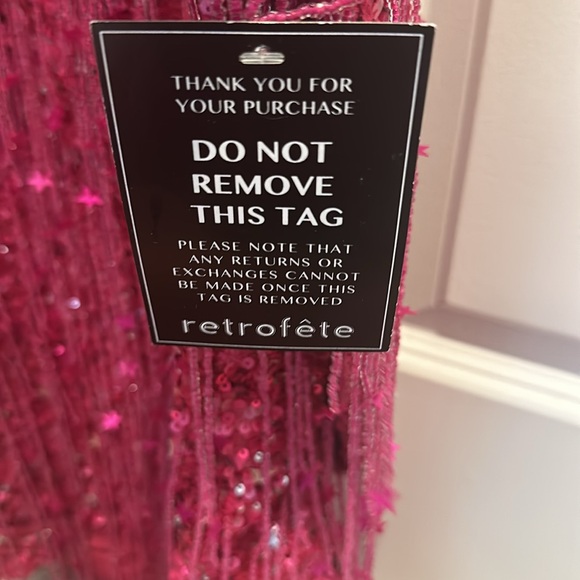 THANK YOU FOR
YOUR PURCHASE
DO NOT
REMOVE
THIS TAG
PLEASE NOTE THAT
ANY RETURNS OR
EXCHANGES CANNOT
BE MADE ONCE THIS
TAG IS REMOVED
retrofête